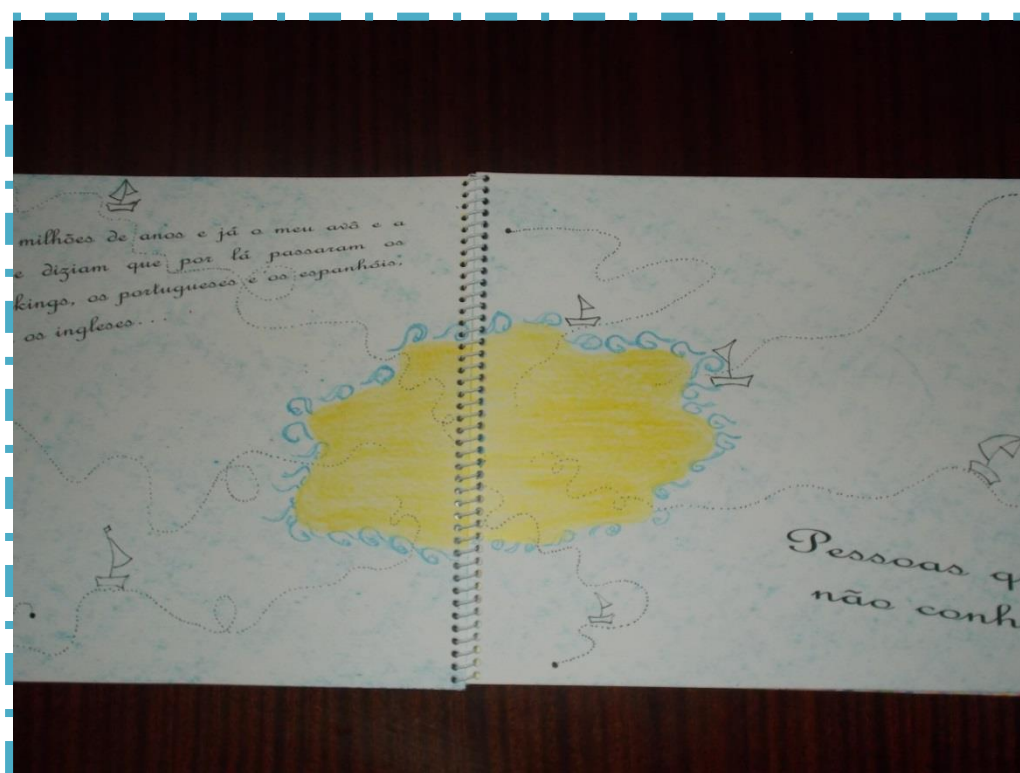 milhões de anos e já o meu avô e a
e diziam que por lá passaram os
kings, os portugueses e os espanhóis,
os ingleses...
Pessoas q
não conh